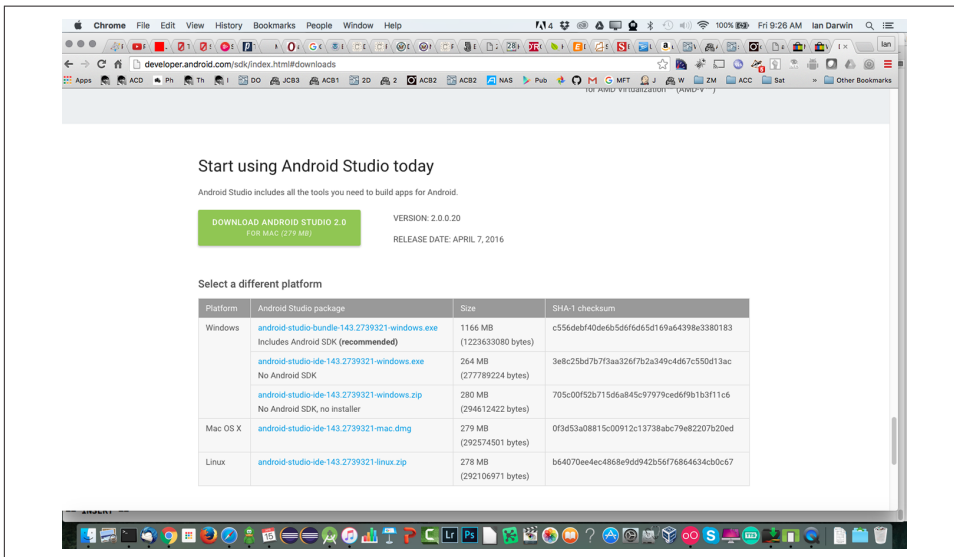 Chrome File Edit View History Bookmarks People Window Help
100% Fri 9:26 AM Ian Darwin
Ian
developer.android.com/sdk/index.html#downloads
Apps ACD Ph Th I DO JCB3 ACB1 2D 2 ACB2 ACB2 NAS Pub O M MFT J W ZM ACC Sat » Other Bookmarks
for AMD Virtualization (AMD-V)
Start using Android Studio today
Android Studio includes all the tools you need to build apps for Android.
DOWNLOAD ANDROID STUDIO 2.0
FOR MAC (279 MB)
VERSION: 2.0.0.20
RELEASE DATE: APRIL 7, 2016
Select a different platform
Platform Android Studio package Size SHA-1 checksum
Windows android-studio-bundle-143.2739321-windows.exe 1166 MB c556debf40de6b5d6f6d65d169a64398e3380183
Includes Android SDK (recommended) (1223633080 bytes)
android-studio-ide-143.2739321-windows.exe 264 MB 3e8c25bd7b7f3aa326f7b2a349c4d67c550d13ac
No Android SDK (277789224 bytes)
android-studio-ide-143.2739321-windows.zip 280 MB 705c00f52b715d6a845c97979ced6f9b1b3f11c6
No Android SDK, no installer (294612422 bytes)
Mac OS X android-studio-ide-143.2739321-mac.dmg 279 MB 0f3d53a08815c00912c13738abc79e82207b20ed
(292574501 bytes)
Linux android-studio-ide-143.2739321-linux.zip 278 MB b64070ee4ec4868e9dd942b56f76864634cb0c67
(292106971 bytes)